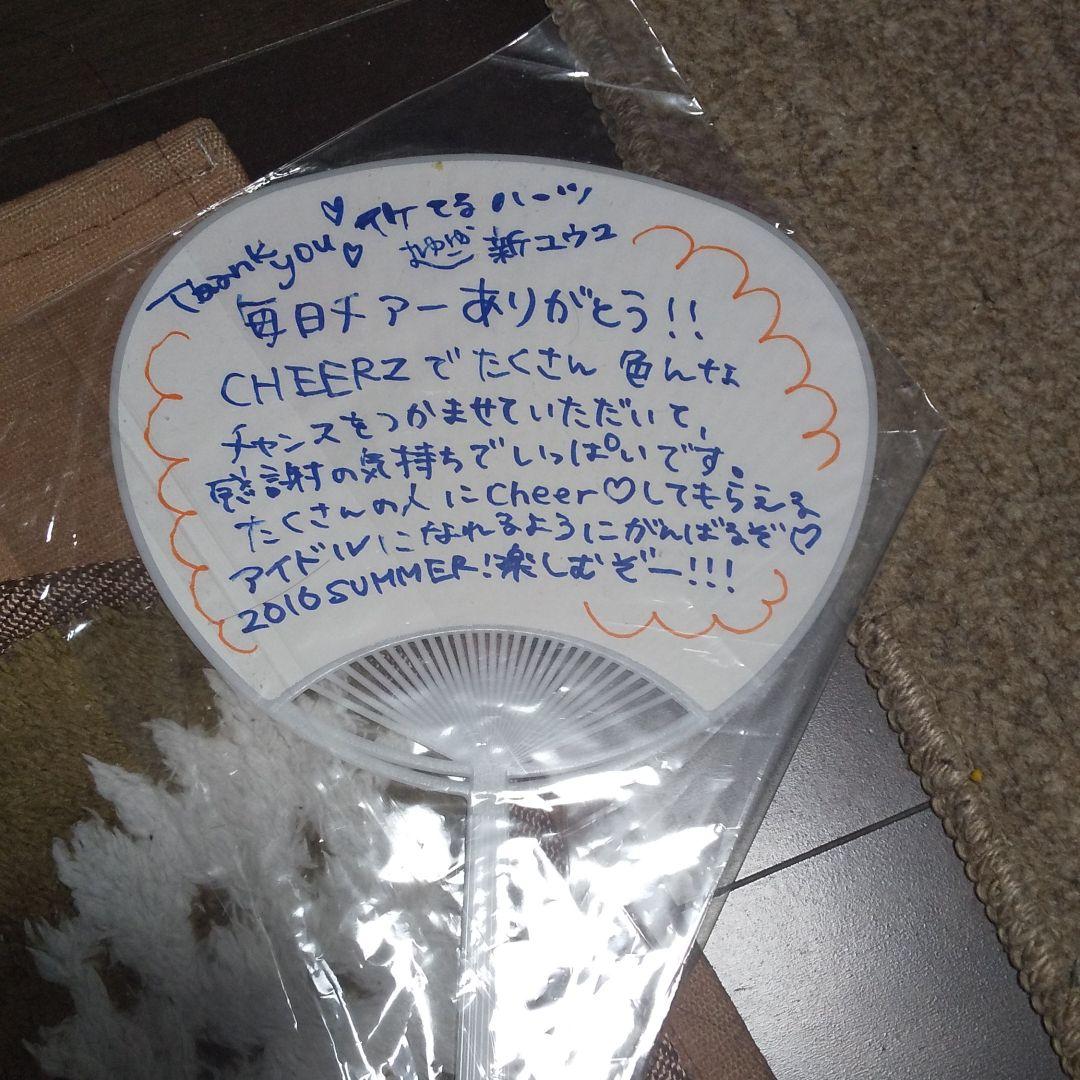 Thankyou ♡♡ イケてるハーツ
新ユウユ
毎日チアーありがとう!!
CHEERZでたくさん 色んな
チャンスをつかませていただいて、
感謝の気持ちでいっぱいです。
たくさんの人にcheer♡してもらえる
アイドルになれるようにがんばるぞ♡
2016SUMMER!楽しむぞー!!!